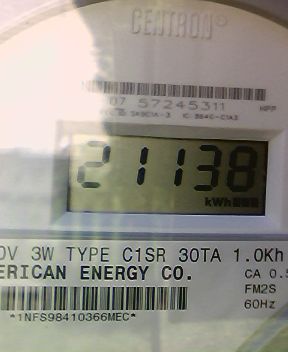 CENTRON®
07 57245311
21138
kWh
0V 3W TYPE C1SR 30TA 1.0Kh
ERICAN ENERGY CO.
CA 0.5
FM2S
60Hz
*1NFS98410366MEC*